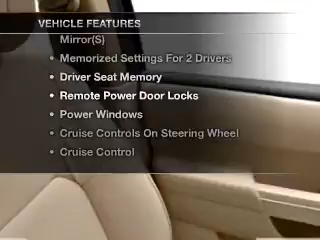 VEHICLE FEATURES
Mirror(S)
• Memorized Settings For 2 Drivers
• Driver Seat Memory
• Remote Power Door Locks
• Power Windows
• Cruise Controls On Steering Wheel
• Cruise Control